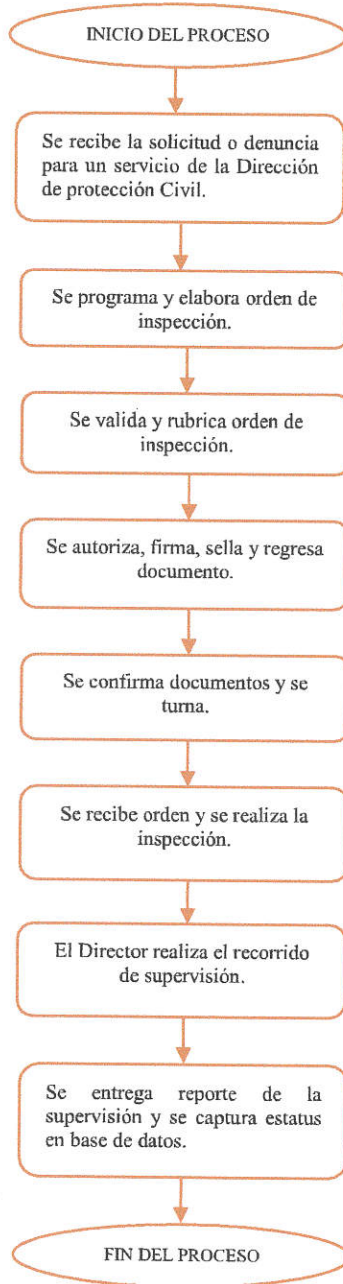 INICIO DEL PROCESO
Se recibe la solicitud o denuncia
para un servicio de la Dirección
de protección Civil.
Se programa y elabora orden de
inspección.
Se valida y rubrica orden de
inspección.
Se autoriza, firma, sella y regresa
documento.
Se confirma documentos y se
turna.
Se recibe orden y se realiza la
inspección.
El Director realiza el recorrido
de supervisión.
Se entrega reporte de la
supervisión y se captura estatus
en base de datos.
FIN DEL PROCESO